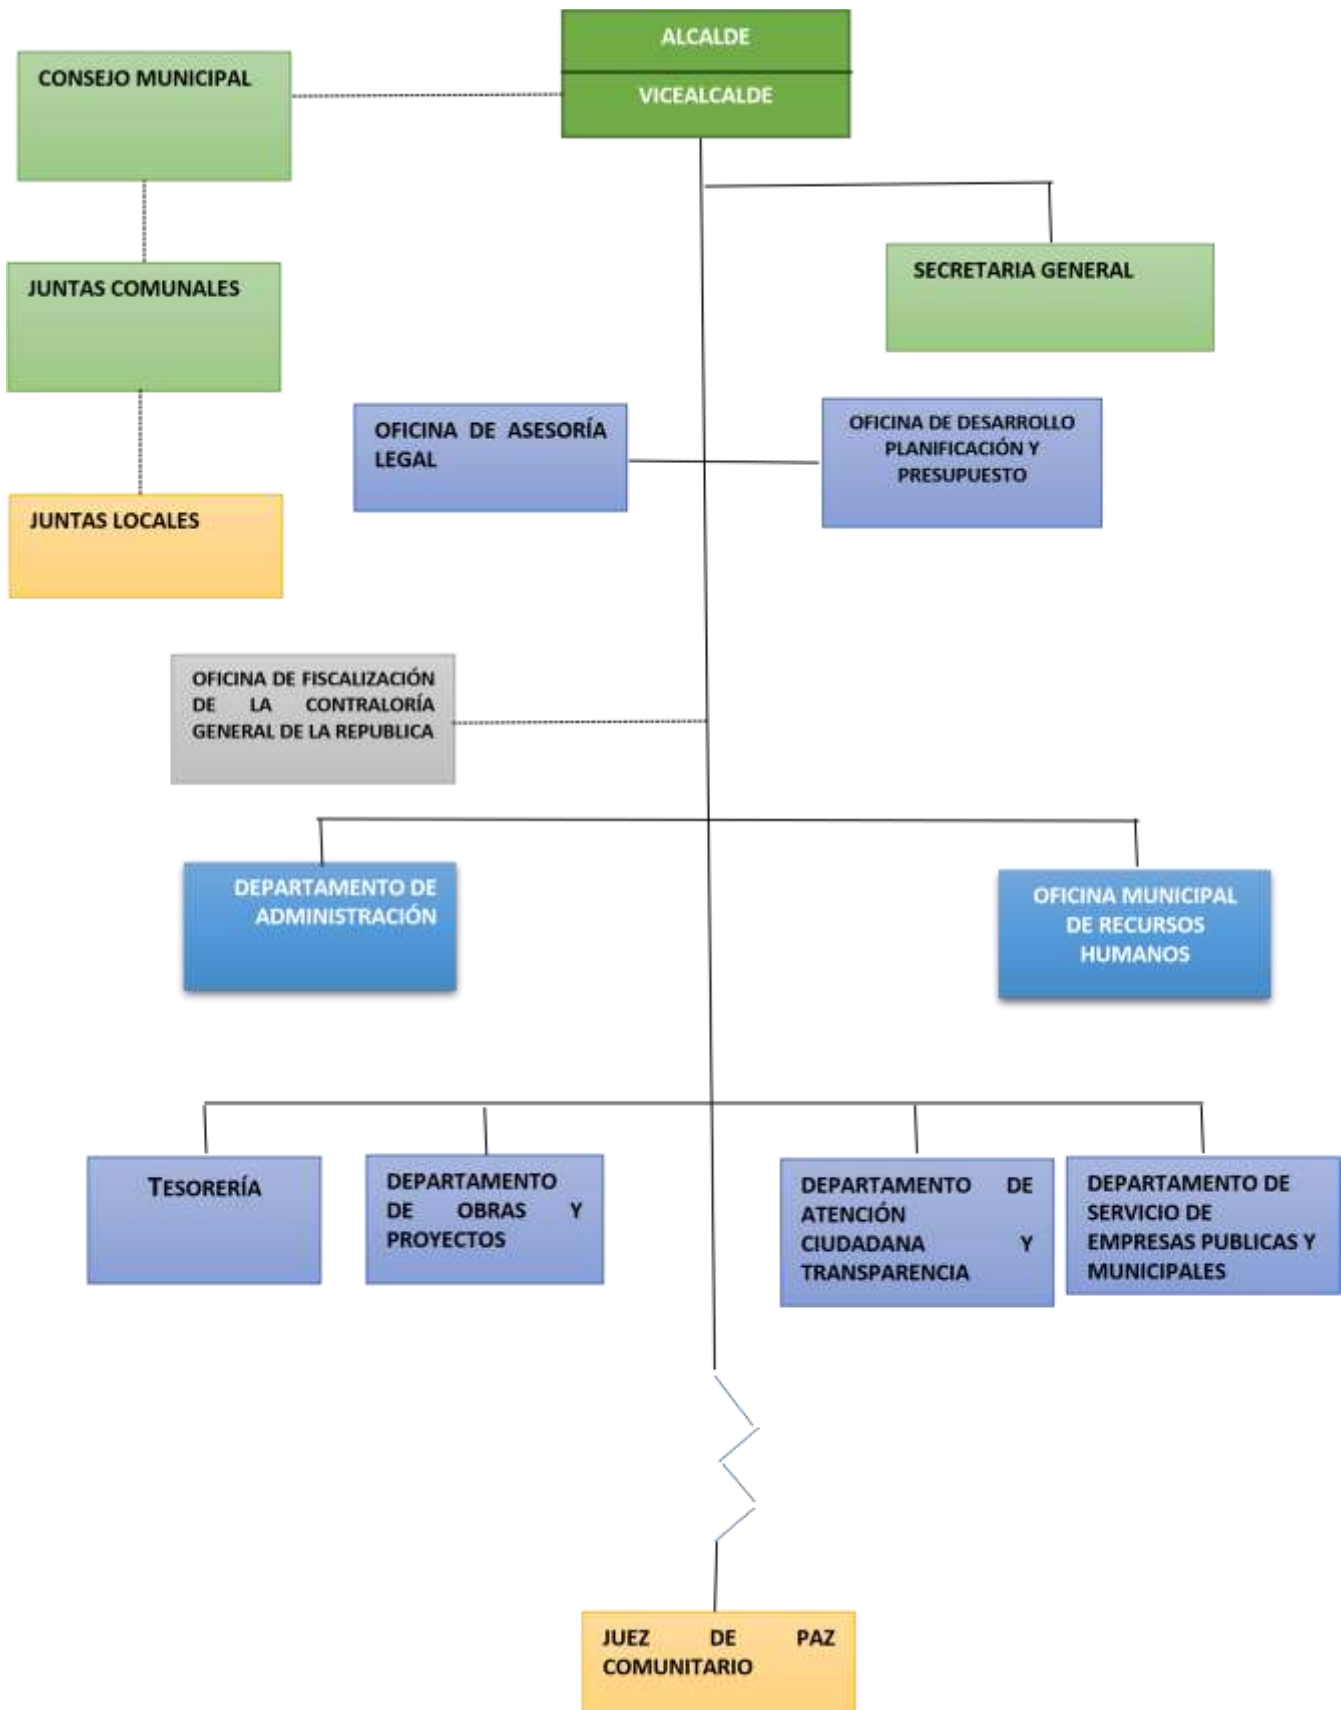 ALCALDE
VICEALCALDE
CONSEJO MUNICIPAL
SECRETARIA GENERAL
JUNTAS COMUNALES
OFICINA DE ASESORÍA
LEGAL
OFICINA DE DESARROLLO
PLANIFICACIÓN Y
PRESUPUESTO
JUNTAS LOCALES
OFICINA DE FISCALIZACIÓN
DE LA CONTRALORÍA
GENERAL DE LA REPUBLICA
DEPARTAMENTO DE
ADMINISTRACIÓN
OFICINA MUNICIPAL
DE RECURSOS
HUMANOS
TESORERÍA
DEPARTAMENTO
DE OBRAS Y
PROYECTOS
DEPARTAMENTO DE
ATENCIÓN
CIUDADANA Y
TRANSPARENCIA
DEPARTAMENTO DE
SERVICIO DE
EMPRESAS PUBLICAS Y
MUNICIPALES
JUEZ DE PAZ
COMUNITARIO